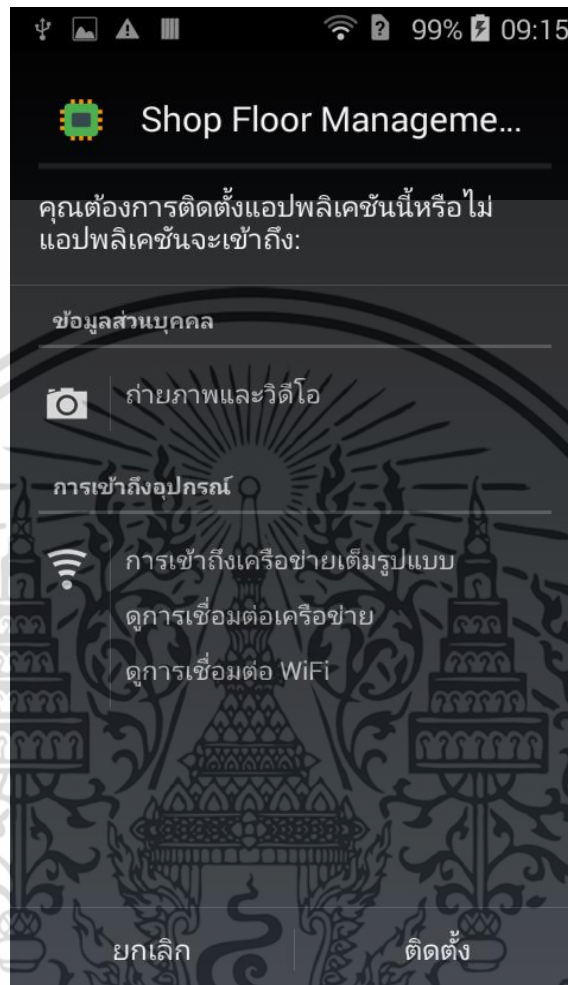 99% 09:15
Shop Floor Manageme...
คุณต้องการติดตั้งแอปพลิเคชันนี้หรือไม่
แอปพลิเคชันจะเข้าถึง:
ข้อมูลส่วนบุคคล
ถ่ายภาพและวิดีโอ
การเข้าถึงอุปกรณ์
การเข้าถึงเครือข่ายเต็มรูปแบบ
ดูการเชื่อมต่อเครือข่าย
ดูการเชื่อมต่อ WiFi
ยกเลิก
ติดตั้ง